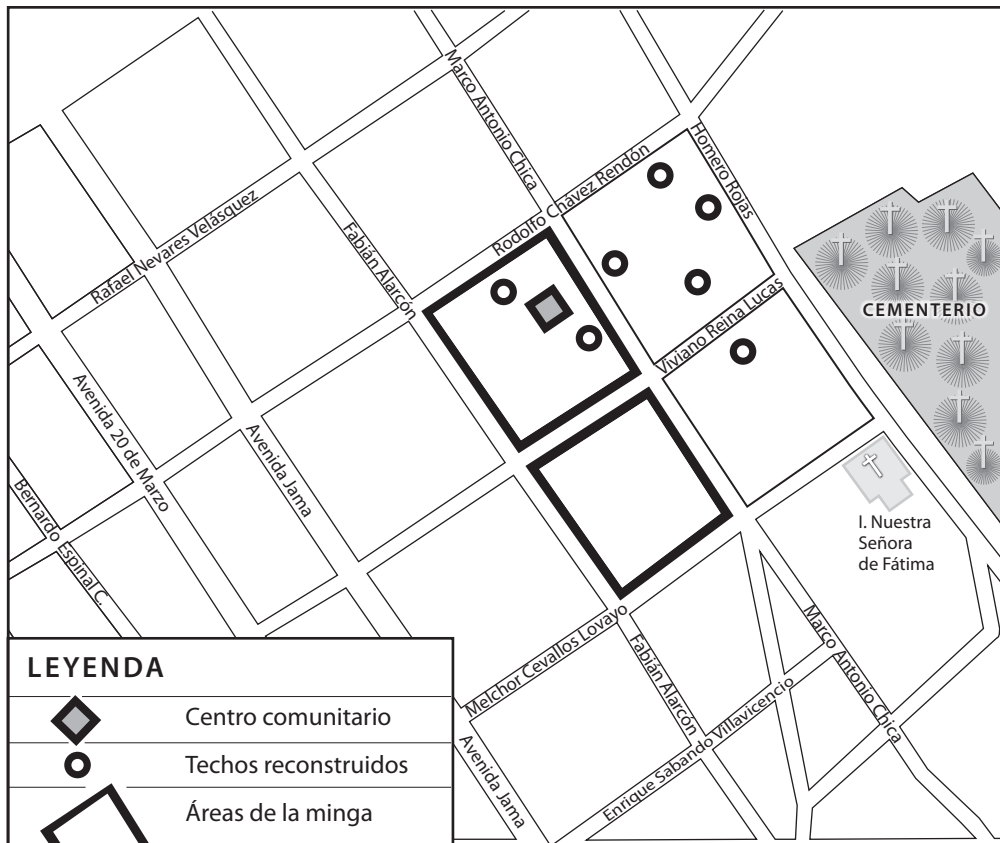 Marco Antonio Chica
Homero Rojas
Rodolfo Chávez Rendón
Rafael Nevares Velásquez
Fabián Alarcón
Viviano Reina Lucas
CEMENTERIO
Avenida 20 de Marzo
Avenida Jama
Bernardo Espinal C.
I. Nuestra
Señora
de Fátima
Melchor Cevallos Lovayo
Fabián Alarcón
Marco Antonio Chica
Enrique Sabando Villavicencio
Avenida Jama
LEYENDA
Centro comunitario
Techos reconstruidos
Áreas de la minga